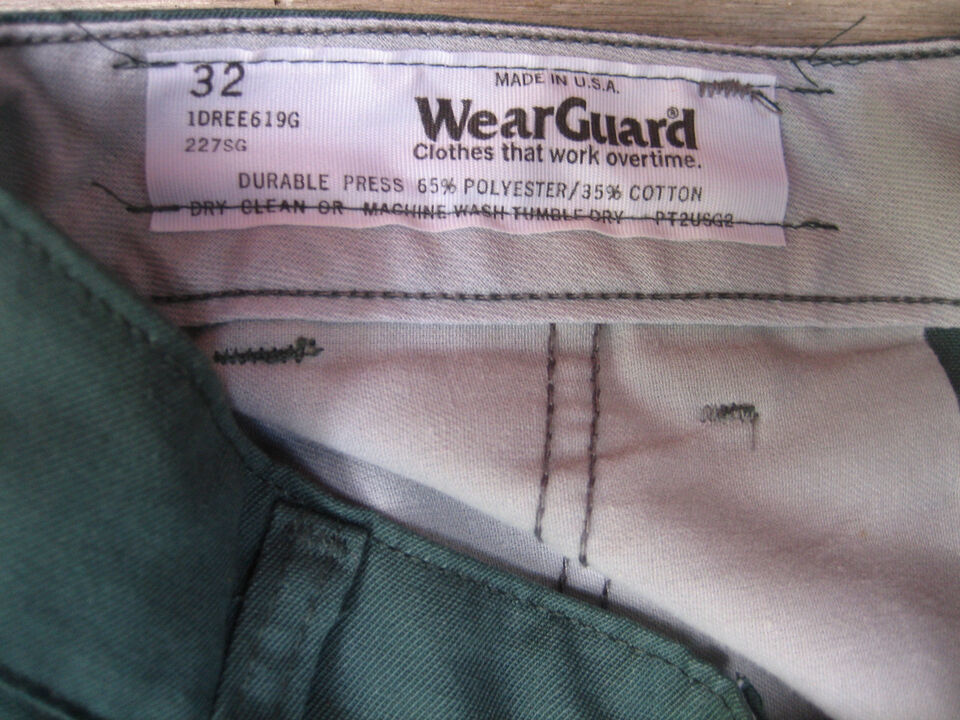 32
MADE IN U.S.A.
1DREE619G
WearGuard®
227SG
Clothes that work overtime.
DURABLE PRESS 65% POLYESTER/35% COTTON
DRY CLEAN OR MACHINE WASH TUMBLE DRY PT2USG2